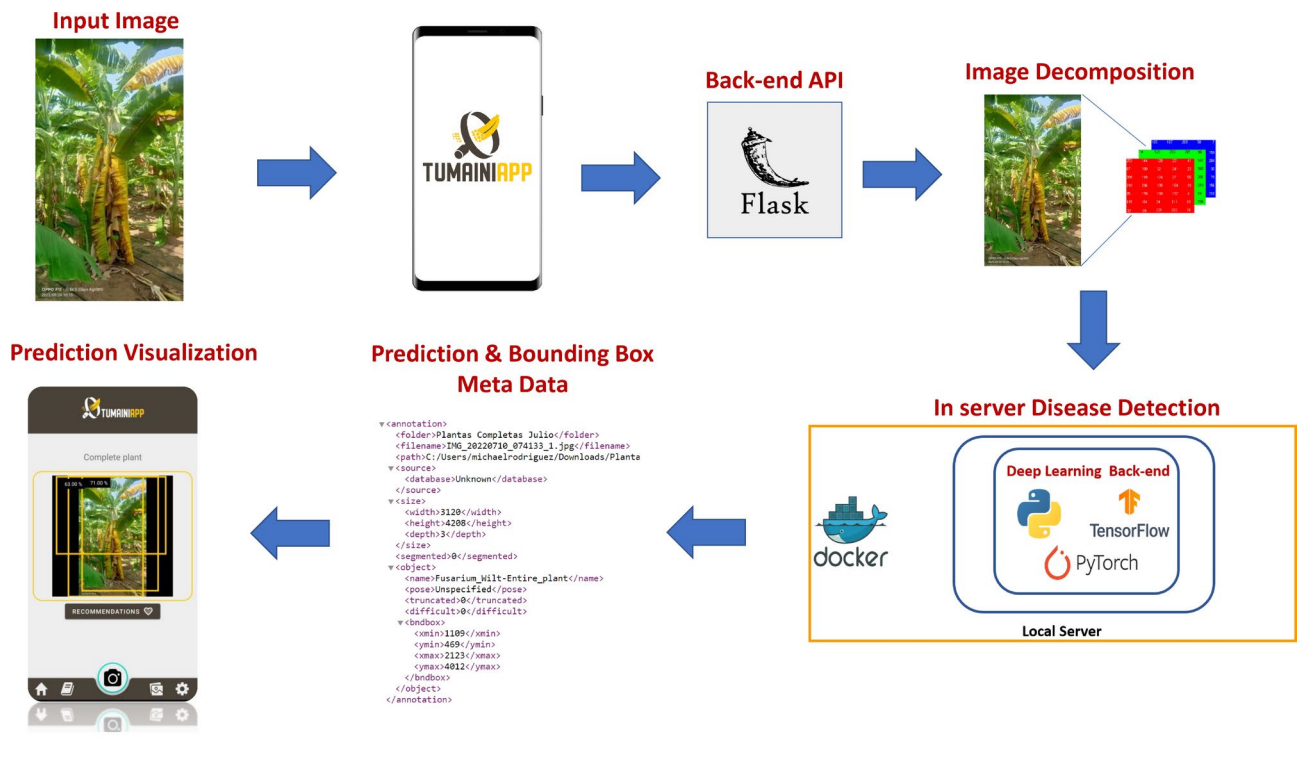 Input Image
TUMAINIAPP
Back-end API
Flask
Image Decomposition
In server Disease Detection
Deep Learning Back-end
TensorFlow
PyTorch
docker
Local Server
Prediction & Bounding Box
Meta Data
<annotation>
<folder>Plantas Completas Julio</folder>
<filename>IMG_20220710_074133_1.jpg</filename>
<path>C:/Users/michaelrodriguez/Downloads/Planta
<source>
<database>Unknown</database>
</source>
<size>
<width>3120</width>
<height>4208</height>
<depth>3</depth>
</size>
<segmented>0</segmented>
<object>
<name>Fusarium_Wilt-Entire_plant</name>
<pose>Unspecified</pose>
<truncated>0</truncated>
<difficult>0</difficult>
<bndbox>
<xmin>1109</xmin>
<ymin>469</ymin>
<xmax>2123</xmax>
<ymax>4012</ymax>
</bndbox>
</object>
</annotation>
Prediction Visualization
TUMAINIAPP
Complete plant
63.00 % 71.00 %
RECOMMENDATIONS